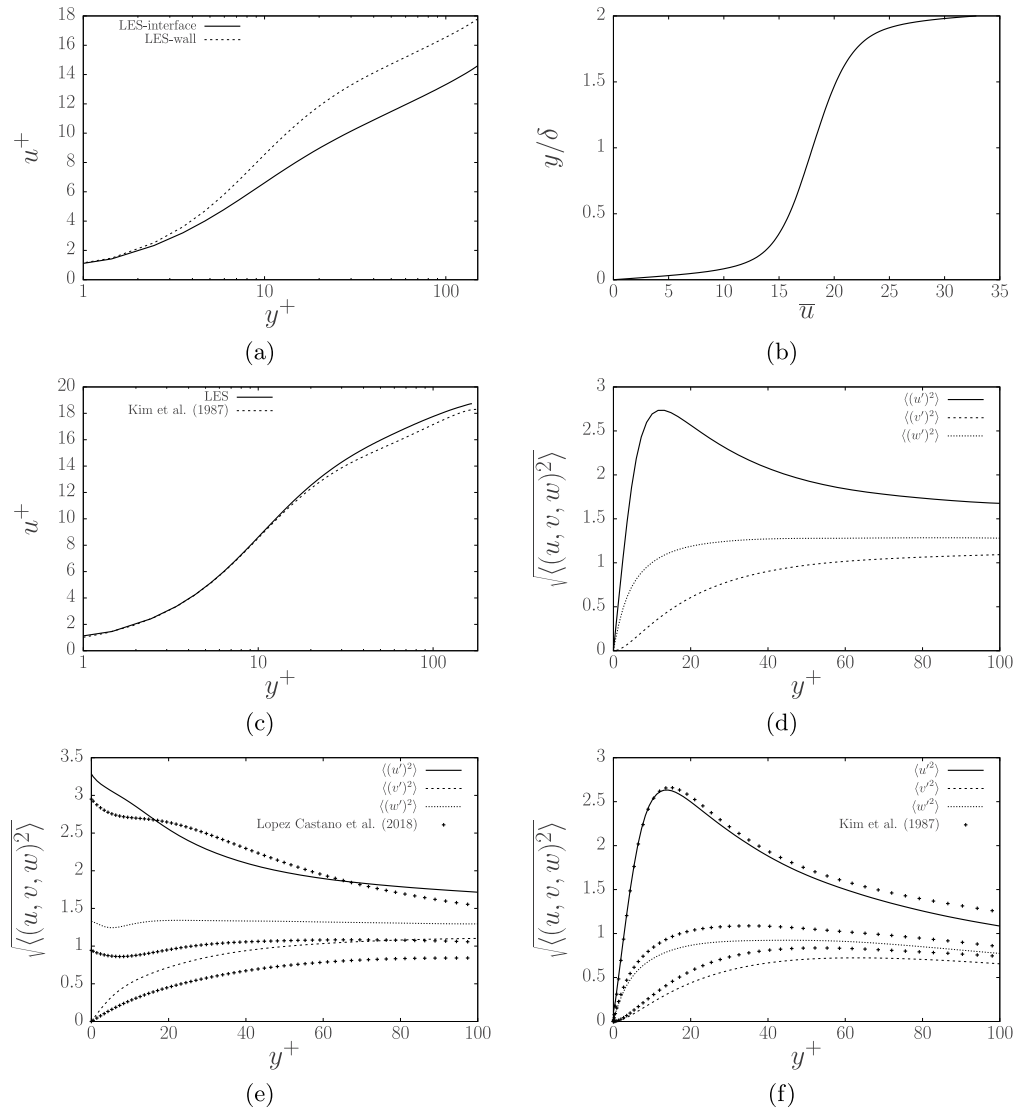 18
16
14
12
10
8
6
4
2
0
u⁺
LES-interface
LES-wall
1 10 100
y⁺
(a)
2
1.5
1
0.5
0
y/δ
0 5 10 15 20 25 30 35
u̅
(b)
20
18
16
14
12
10
8
6
4
2
0
u⁺
LES
Kim et al. (1987)
1 10 100
y⁺
(c)
3
2.5
2
1.5
1
0.5
0
√⟨(u, v, w)²⟩
⟨(u′)²⟩
⟨(v′)²⟩
⟨(w′)²⟩
0 20 40 60 80 100
y⁺
(d)
3.5
3
2.5
2
1.5
1
0.5
0
√⟨(u, v, w)²⟩
⟨(u′)²⟩
⟨(v′)²⟩
⟨(w′)²⟩
Lopez Castano et al. (2018)
0 20 40 60 80 100
y⁺
(e)
3
2.5
2
1.5
1
0.5
0
√⟨(u, v, w)²⟩
⟨u′²⟩
⟨v′²⟩
⟨w′²⟩
Kim et al. (1987)
0 20 40 60 80 100
y⁺
(f)